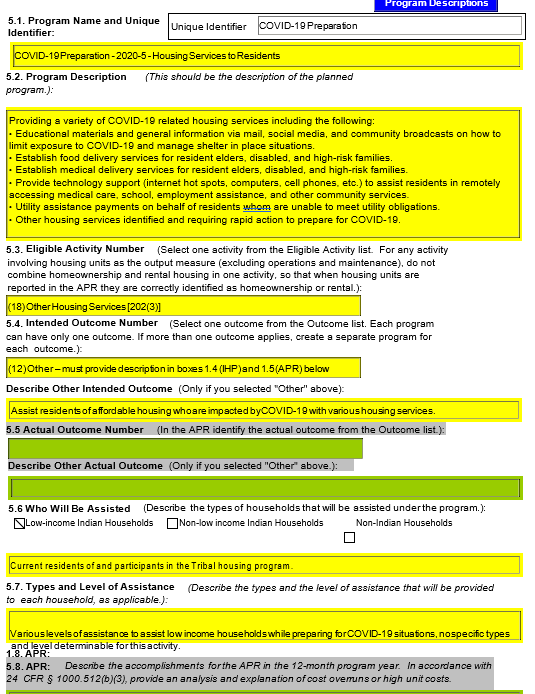 Program Descriptions
5.1. Program Name and Unique
Identifier:
Unique Identifier
COVID-19 Preparation
COVID-19 Preparation - 2020-5 - Housing Services to Residents
5.2. Program Description (This should be the description of the planned
program.):
Providing a variety of COVID-19 related housing services including the following:
• Educational materials and general information via mail, social media, and community broadcasts on how to
limit exposure to COVID-19 and manage shelter in place situations.
• Establish food delivery services for resident elders, disabled, and high-risk families.
• Establish medical delivery services for resident elders, disabled, and high-risk families.
• Provide technology support (internet hot spots, computers, cell phones, etc.) to assist residents in remotely
accessing medical care, school, employment assistance, and other community services.
• Utility assistance payments on behalf of residents whom are unable to meet utility obligations.
• Other housing services identified and requiring rapid action to prepare for COVID-19.
5.3. Eligible Activity Number (Select one activity from the Eligible Activity list. For any activity
involving housing units as the output measure (excluding operations and maintenance), do not
combine homeownership and rental housing in one activity, so that when housing units are
reported in the APR they are correctly identified as homeownership or rental.):
(18) Other Housing Services [202(3)]
5.4. Intended Outcome Number (Select one outcome from the Outcome list. Each program
can have only one outcome. If more than one outcome applies, create a separate program for
each outcome.):
(12) Other – must provide description in boxes 1.4 (IHP) and 1.5 (APR) below
Describe Other Intended Outcome (Only if you selected "Other" above):
Assist residents of affordable housing who are impacted by COVID-19 with various housing services.
5.5 Actual Outcome Number (In the APR identify the actual outcome from the Outcome list.):
Describe Other Actual Outcome (Only if you selected "Other" above.):
5.6 Who Will Be Assisted (Describe the types of households that will be assisted under the program.):
Low-income Indian Households Non-low income Indian Households Non-Indian Households
Current residents of and participants in the Tribal housing program.
5.7. Types and Level of Assistance (Describe the types and the level of assistance that will be provided
to each household, as applicable.):
Various levels of assistance to assist low income households while preparing for COVID-19 situations, no specific types
and level determinable for this activity.
1.8. APR:
5.8. APR: Describe the accomplishments for the APR in the 12-month program year. In accordance with
24 CFR § 1000.512(b)(3), provide an analysis and explanation of cost overruns or high unit costs.